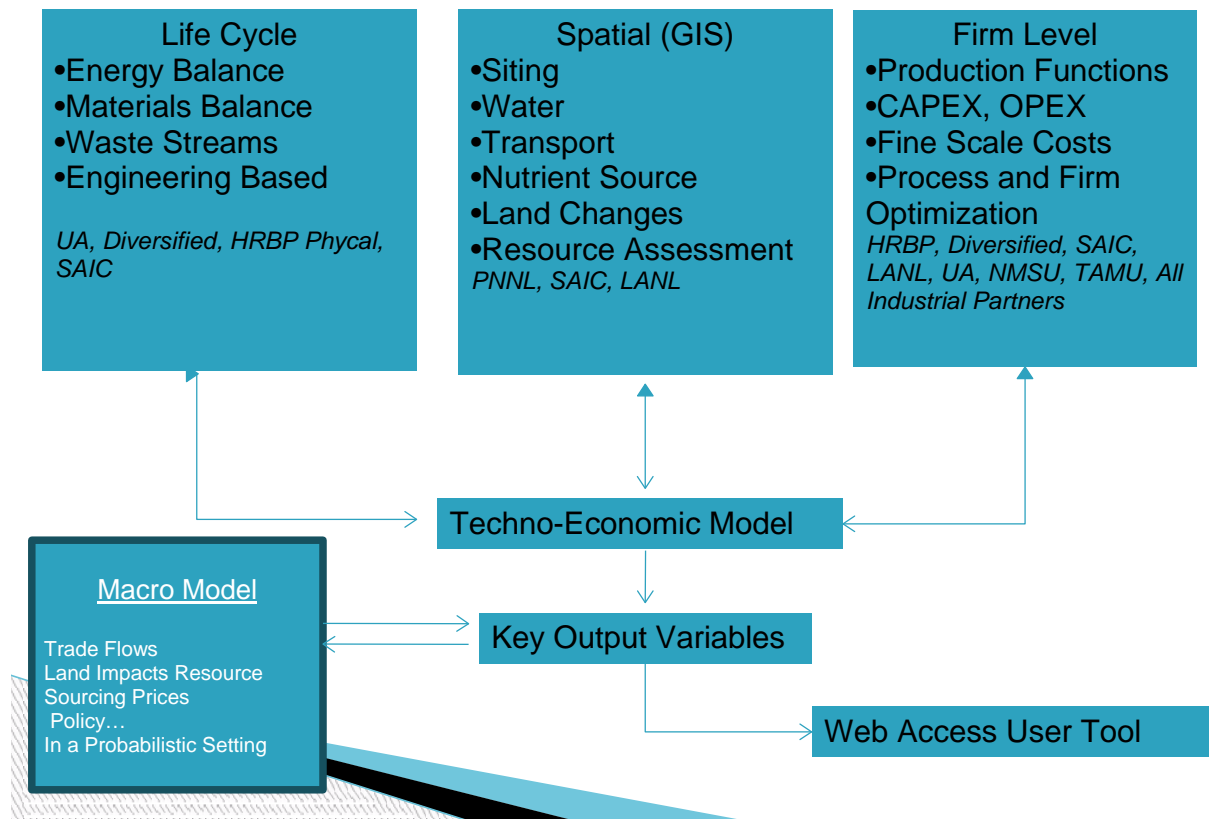 Life Cycle
•Energy Balance
•Materials Balance
•Waste Streams
•Engineering Based
UA, Diversified, HRBP Phycal,
SAIC
Spatial (GIS)
•Siting
•Water
•Transport
•Nutrient Source
•Land Changes
•Resource Assessment
PNNL, SAIC, LANL
Firm Level
•Production Functions
•CAPEX, OPEX
•Fine Scale Costs
•Process and Firm
Optimization
HRBP, Diversified, SAIC,
LANL, UA, NMSU, TAMU, All
Industrial Partners
Techno-Economic Model
Macro Model
Trade Flows
Land Impacts Resource
Sourcing Prices
Policy…
In a Probabilistic Setting
Key Output Variables
Web Access User Tool